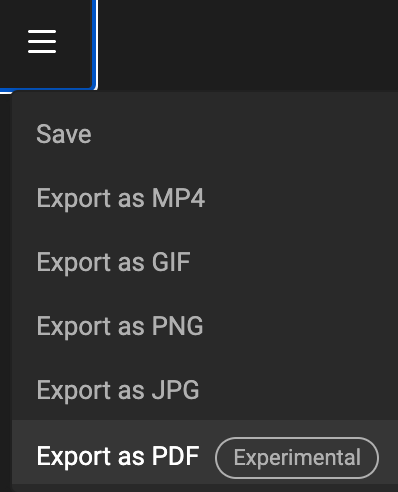 Save
Export as MP4
Export as GIF
Export as PNG
Export as JPG
Export as PDF Experimental